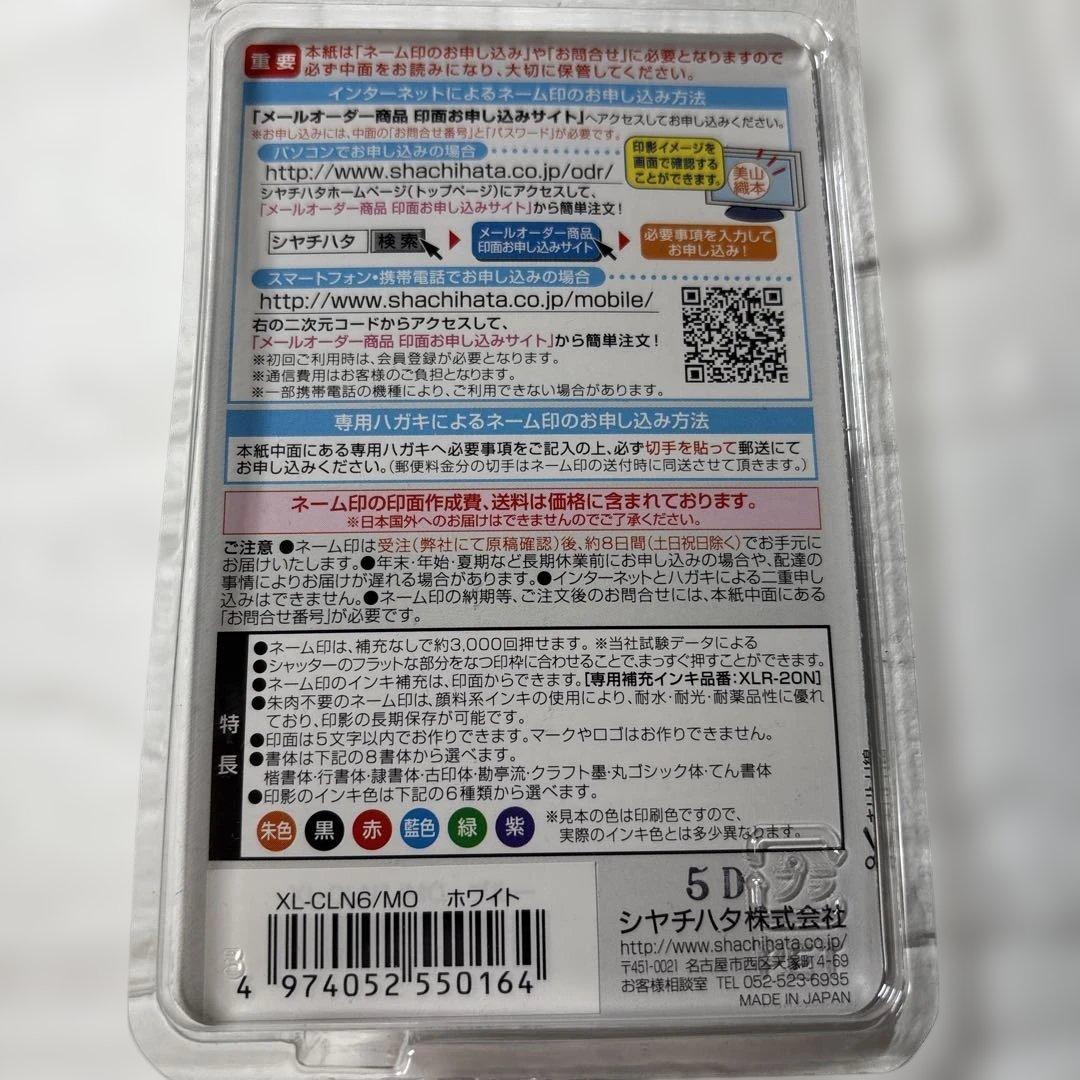 重要
本紙は「ネーム印のお申し込み」や「お問合せ」に必要となりますので
必ず中面をお読みになり、大切に保管してください。
インターネットによるネーム印のお申し込み方法
「メールオーダー商品 印面お申し込みサイト」へアクセスしてお申し込みください。
※お申し込みには、中面の「お問合せ番号」と「パスワード」が必要です。
パソコンでお申し込みの場合
http://www.shachihata.co.jp/odr/
シヤチハタホームページ(トップページ)にアクセスして、
「メールオーダー商品 印面お申し込みサイト」から簡単注文!
印影イメージを
画面で確認する
ことができます。
美山
織本
シヤチハタ 検索
メールオーダー商品
印面お申し込みサイト
必要事項を入力して
お申し込み!
スマートフォン・携帯電話でお申し込みの場合
http://www.shachihata.co.jp/mobile/
右の二次元コードからアクセスして、
「メールオーダー商品 印面お申し込みサイト」から簡単注文!
※初回ご利用時は、会員登録が必要となります。
※通信費用はお客様のご負担となります。
※一部携帯電話の機種により、ご利用できない場合があります。
専用ハガキによるネーム印のお申し込み方法
本紙中面にある専用ハガキへ必要事項をご記入の上、必ず切手を貼って郵送にて
お申し込みください。(郵便料金分の切手はネーム印の送付時に同送させて頂きます。)
ネーム印の印面作成費、送料は価格に含まれております。
※日本国外へのお届けはできませんのでご了承ください。
ご注意 ●ネーム印は受注(弊社にて原稿確認)後、約8日間(土日祝日除く)でお手元に
お届けいたします。●年末・年始・夏期など長期休業前にお申し込みの場合や、配達の
事情によりお届けが遅れる場合があります。●インターネットとハガキによる二重申し
込みはできません。●ネーム印の納期等、ご注文後のお問合せには、本紙中面にある
「お問合せ番号」が必要です。
特長
●ネーム印は、補充なしで約3,000回押せます。※当社試験データによる
●シャッターのフラットな部分をなつ印枠に合わせることで、まっすぐ押すことができます。
●ネーム印のインキ補充は、印面からできます。[専用補充インキ品番:XLR-20N]
●朱肉不要のネーム印は、顔料系インキの使用により、耐水・耐光・耐薬品性に優れ
ており、印影の長期保存が可能です。
●印面は5文字以内でお作りできます。マークやロゴはお作りできません。
●書体は下記の8書体から選べます。
楷書体・行書体・隷書体・古印体・勘亭流・クラフト墨・丸ゴシック体・てん書体
●印影のインキ色は下記の6種類から選べます。
朱色 黒 赤 藍色 緑 紫
※見本の色は印刷色ですので、
実際のインキ色とは多少異なります。
XL-CLN6/MO ホワイト
4 974052 550164
5 D
プラ
シヤチハタ株式会社
http://www.shachihata.co.jp/
〒451-0021 名古屋市西区天塚町4-69
お客様相談室 TEL 052-523-6935
MADE IN JAPAN